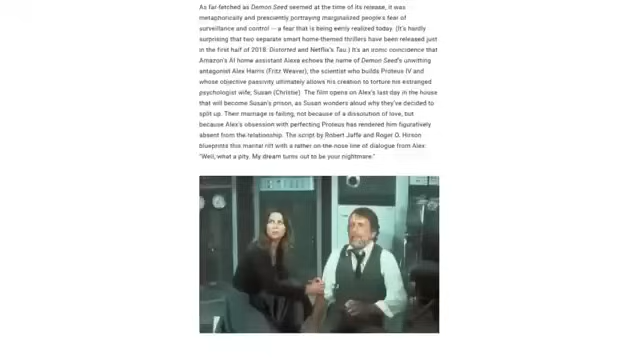 As far-fetched as Demon Seed seemed at the time of its release, it was
metaphorically and presciently portraying marginalized people's fear of
surveillance and control — a fear that is being eerily realized today. (It's hardly
surprising that two separate smart home-themed thrillers have been released just
in the first half of 2018: Distorted and Netflix's Tau.) It's an ironic coincidence that
Amazon's AI home assistant Alexa echoes the name of Demon Seed's unwitting
antagonist Alex Harris (Fritz Weaver), the scientist who builds Proteus IV and
whose objective passivity ultimately allows his creation to torture his estranged
psychologist wife, Susan (Christie). The film opens on Alex's last day in the house
that will become Susan's prison, as Susan wonders aloud why they've decided to
split up. Their marriage is failing, not because of a dissolution of love, but
because Alex's obsession with perfecting Proteus has rendered him figuratively
absent from the relationship. The script by Robert Jaffe and Roger O. Hirson
blueprints this marital rift with a rather on the nose line of dialogue from Alex:
"Well, what a pity. My dream turns out to be your nightmare."